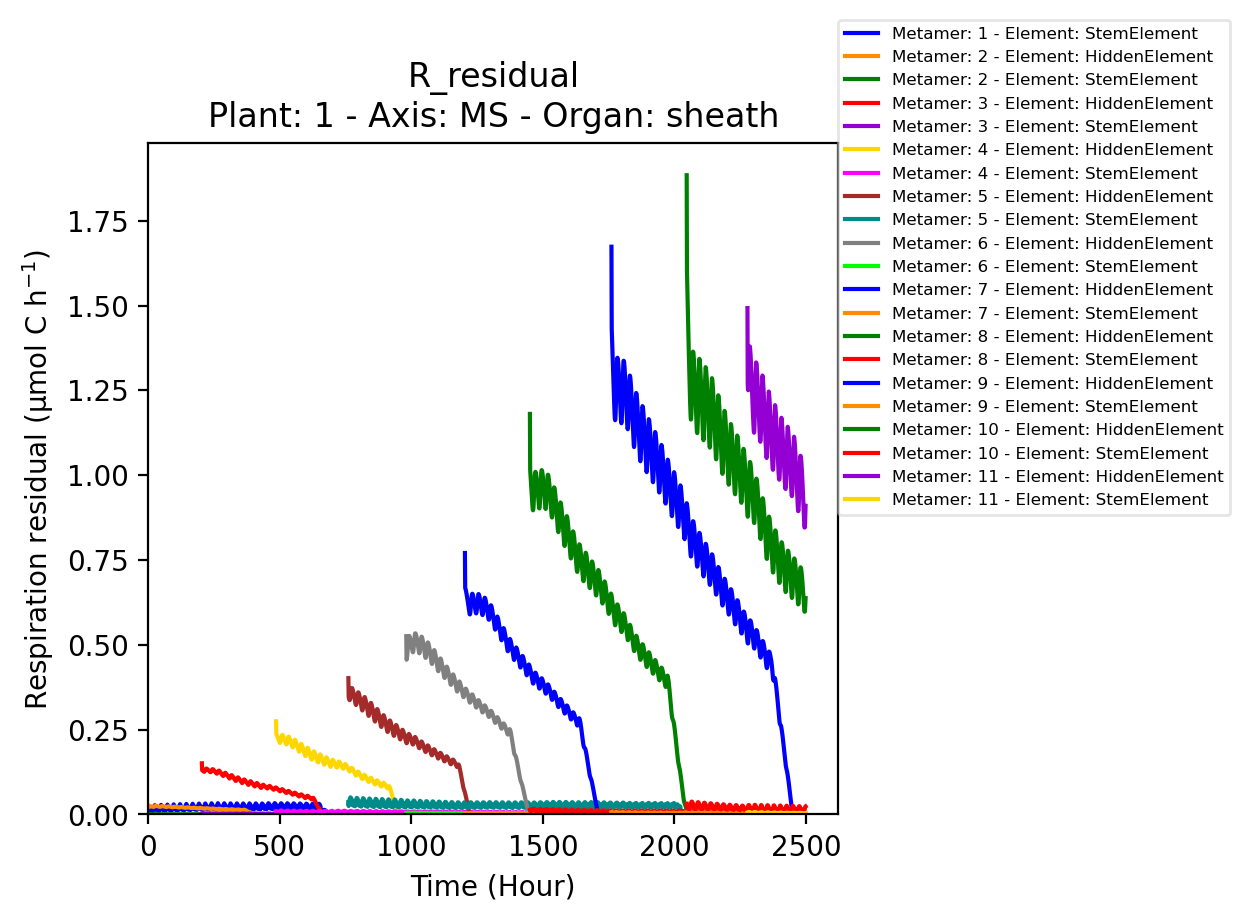 R_residual
Plant: 1 - Axis: MS - Organ: sheath
Respiration residual (µmol C h⁻¹)
1.75
1.50
1.25
1.00
0.75
0.50
0.25
0.00
0 500 1000 1500 2000 2500
Time (Hour)
Metamer: 1 - Element: StemElement
Metamer: 2 - Element: HiddenElement
Metamer: 2 - Element: StemElement
Metamer: 3 - Element: HiddenElement
Metamer: 3 - Element: StemElement
Metamer: 4 - Element: HiddenElement
Metamer: 4 - Element: StemElement
Metamer: 5 - Element: HiddenElement
Metamer: 5 - Element: StemElement
Metamer: 6 - Element: HiddenElement
Metamer: 6 - Element: StemElement
Metamer: 7 - Element: HiddenElement
Metamer: 7 - Element: StemElement
Metamer: 8 - Element: HiddenElement
Metamer: 8 - Element: StemElement
Metamer: 9 - Element: HiddenElement
Metamer: 9 - Element: StemElement
Metamer: 10 - Element: HiddenElement
Metamer: 10 - Element: StemElement
Metamer: 11 - Element: HiddenElement
Metamer: 11 - Element: StemElement